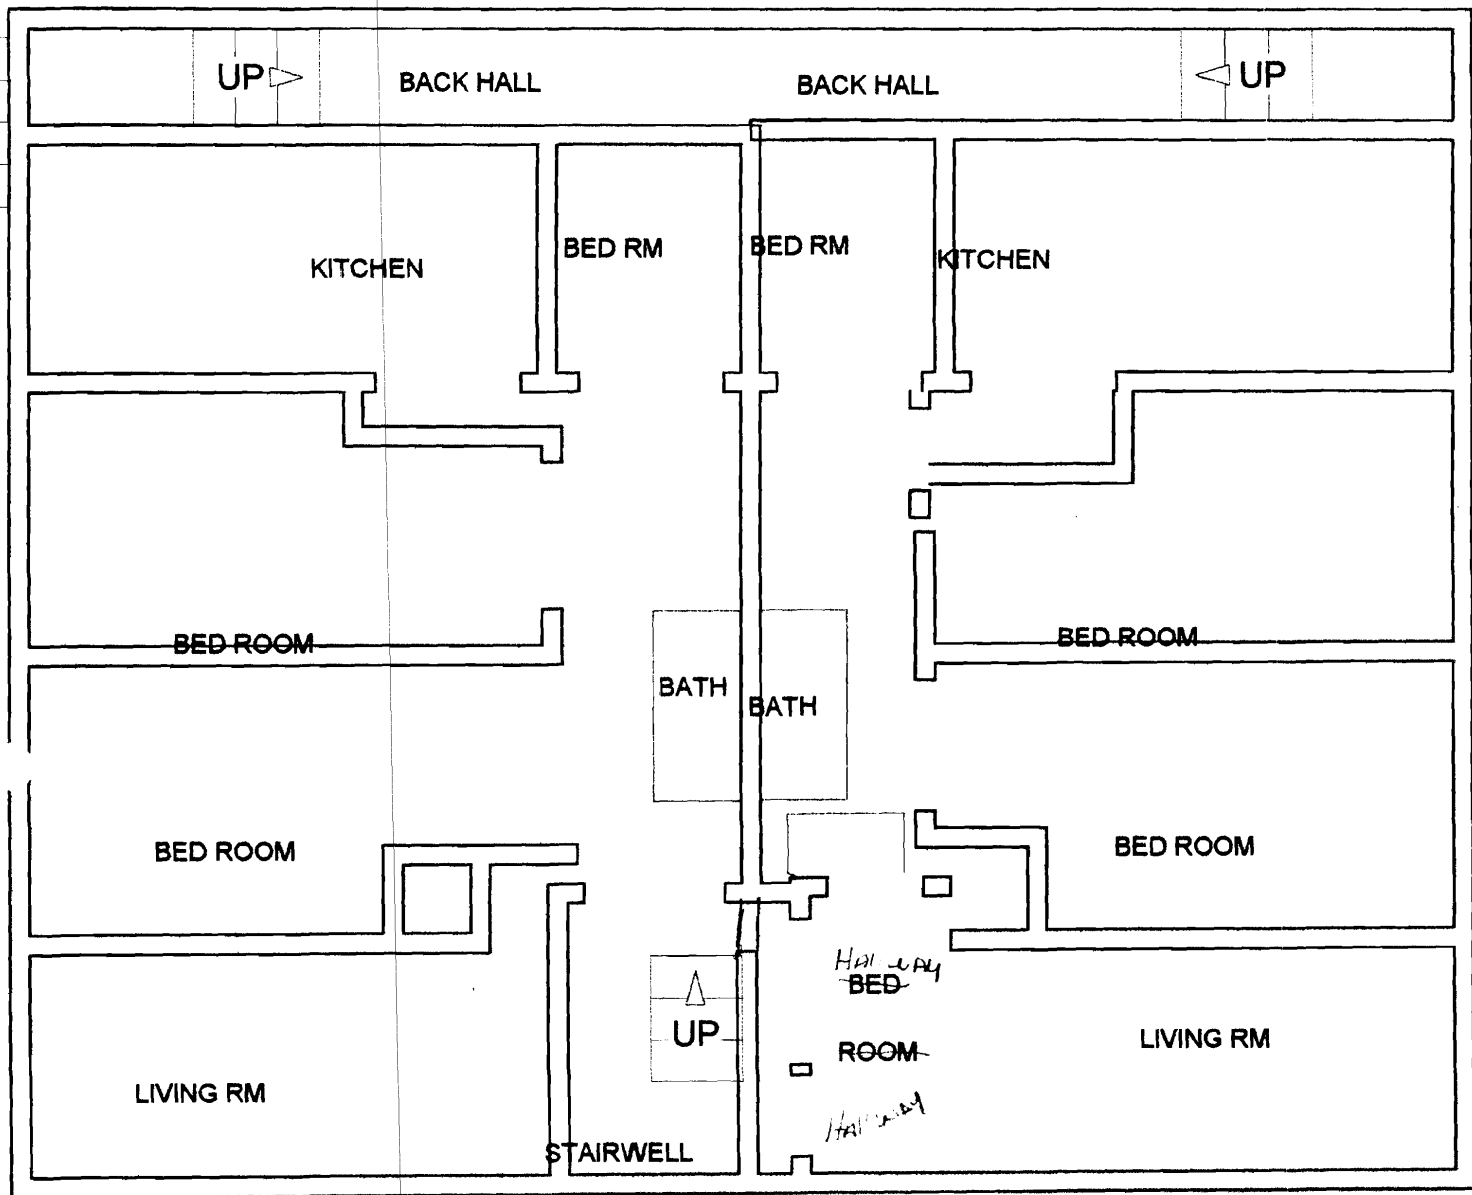 UP
BACK HALL
BACK HALL
UP
KITCHEN
BED RM
BED RM
KITCHEN
BED ROOM
BED ROOM
BATH
BATH
BED ROOM
BED ROOM
HALLWAY
BED
ROOM
UP
LIVING RM
LIVING RM
HALLWAY
STAIRWELL